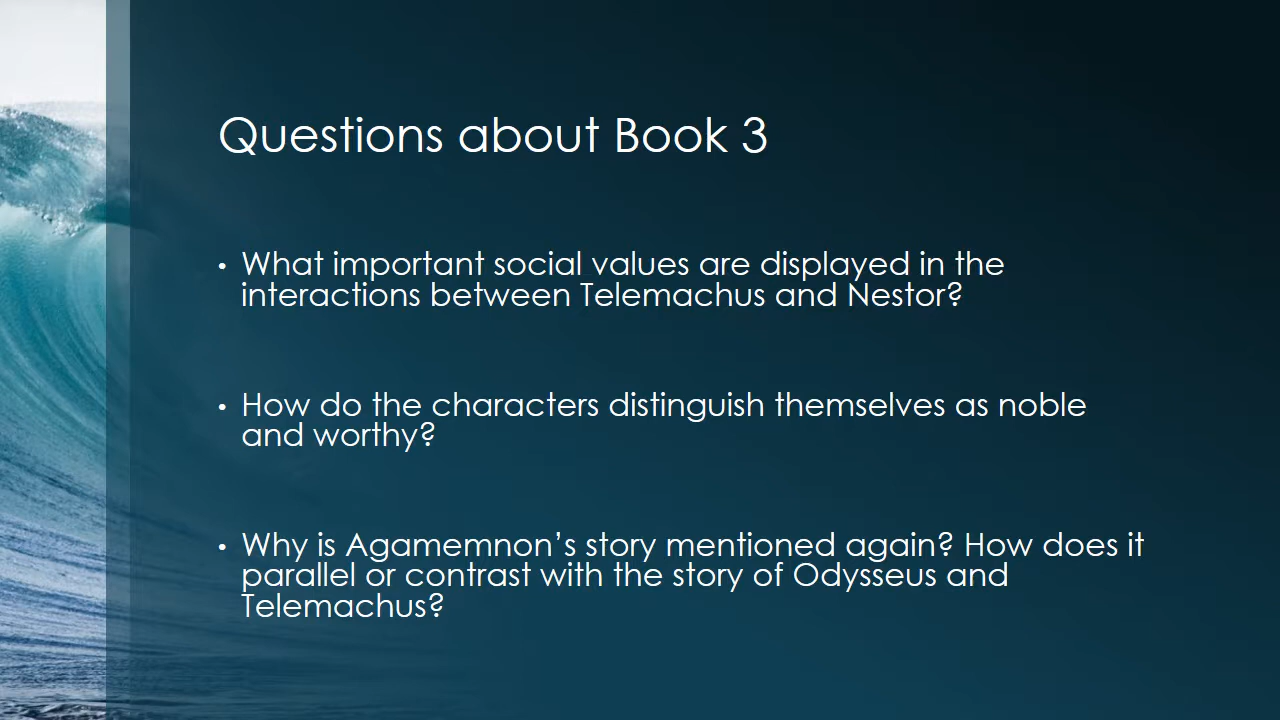 Questions about Book 3
• What important social values are displayed in the
interactions between Telemachus and Nestor?
• How do the characters distinguish themselves as noble
and worthy?
• Why is Agamemnon’s story mentioned again? How does it
parallel or contrast with the story of Odysseus and
Telemachus?